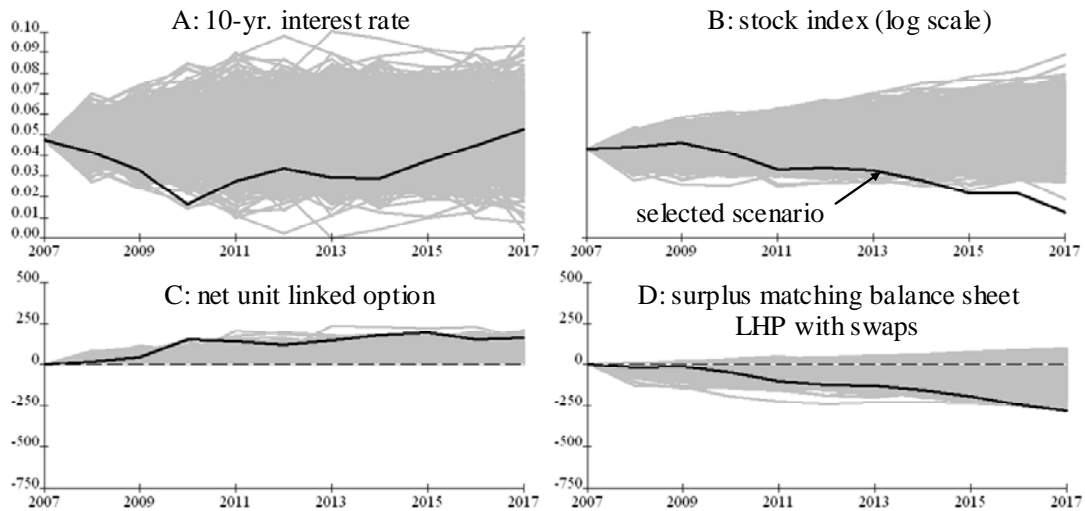 A: 10-yr. interest rate
0.10
0.09
0.08
0.07
0.06
0.05
0.04
0.03
0.02
0.01
0.00
2007 2009 2011 2013 2015 2017
B: stock index (log scale)
selected scenario
2007 2009 2011 2013 2015 2017
C: net unit linked option
500
250
0
-250
-500
-750
2007 2009 2011 2013 2015 2017
D: surplus matching balance sheet
LHP with swaps
500
250
0
-250
-500
-750
2007 2009 2011 2013 2015 2017